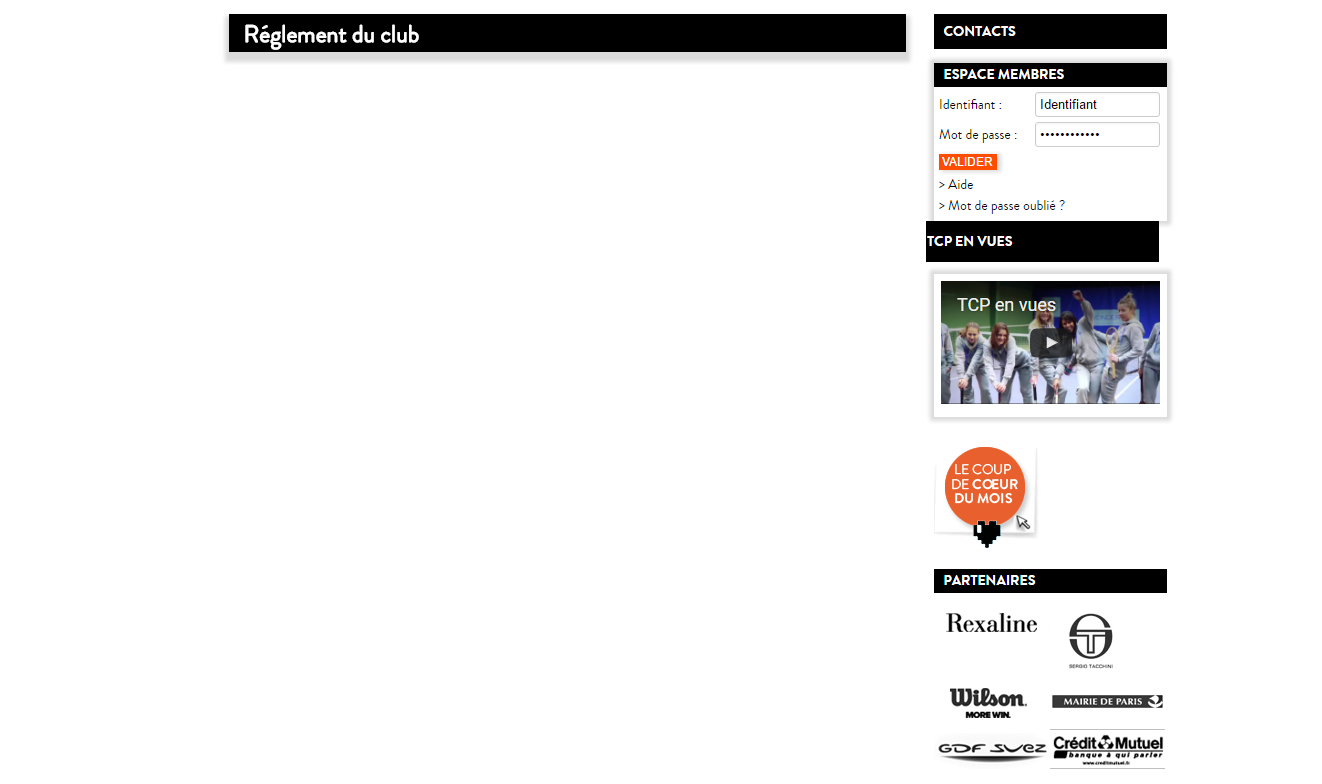 Réglement du club
CONTACTS
ESPACE MEMBRES
Identifiant :
Identifiant
Mot de passe :
••••••••••••
VALIDER
> Aide
> Mot de passe oublié ?
TCP EN VUES
TCP en vues
LE COUP
DE CŒUR
DU MOIS
PARTENAIRES
Rexaline
SERGIO TACCHINI
Wilson.
MORE WIN.
MAIRIE DE PARIS
GDF SUEZ
Crédit Mutuel
banque à qui parler
www.creditmutuel.fr